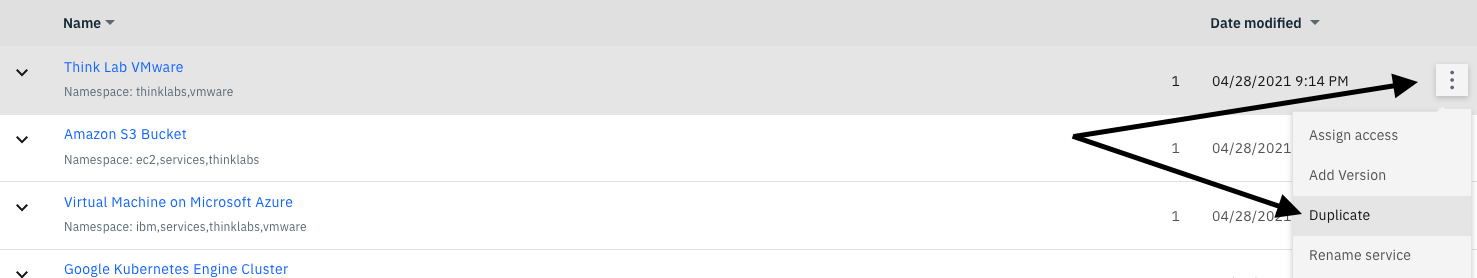 Name Date modified
Think Lab VMware
Namespace: thinklabs,vmware
1 04/28/2021 9:14 PM
Assign access
Amazon S3 Bucket
Namespace: ec2,services,thinklabs
1 04/28/2021
Add Version
Virtual Machine on Microsoft Azure
Namespace: ibm,services,thinklabs,vmware
1 04/28/2021
Duplicate
Rename service
Google Kubernetes Engine Cluster